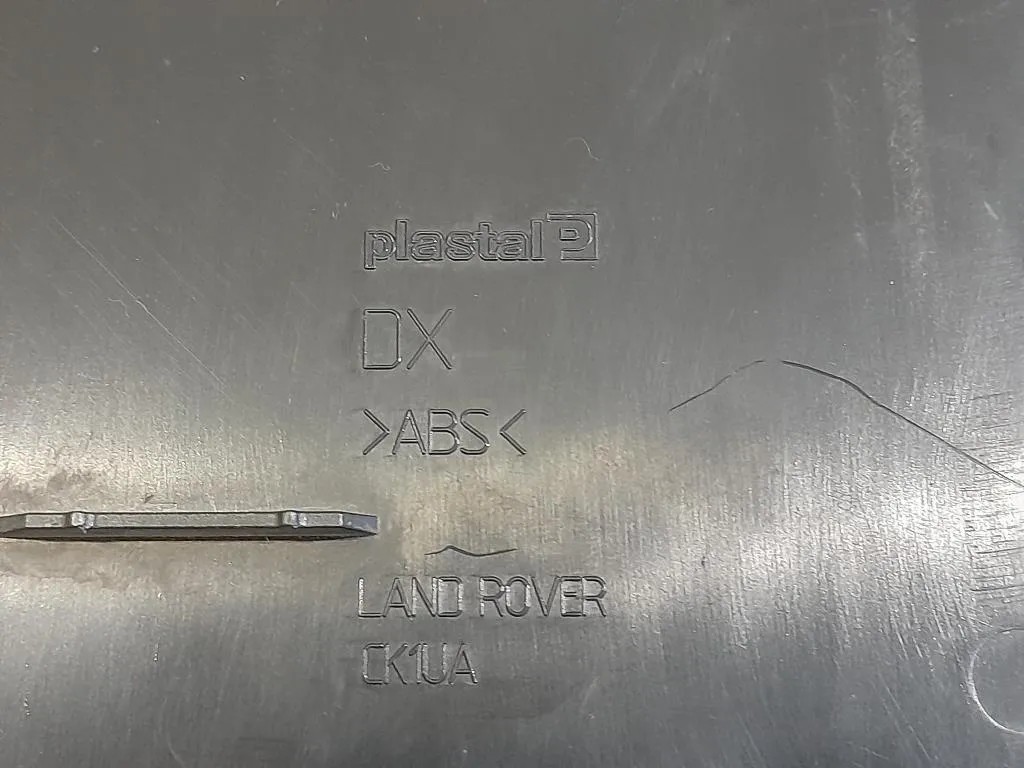 plastal P
DX
>ABS<
LAND ROVER
CK1UA